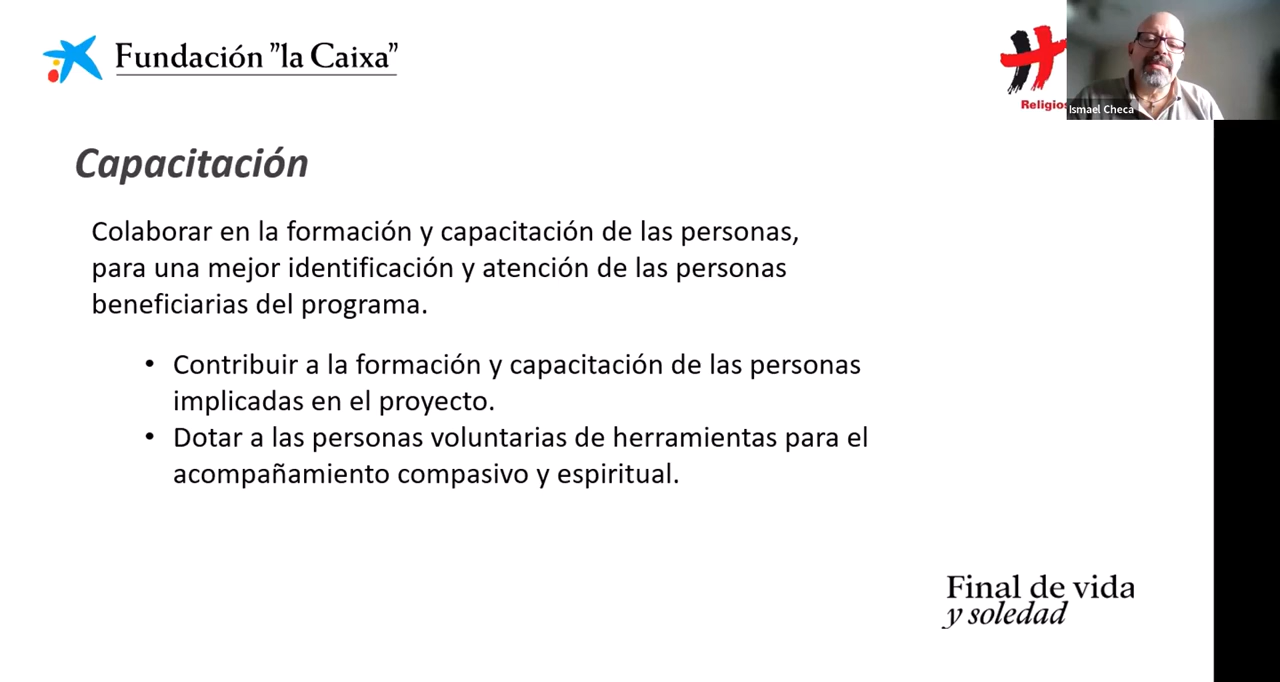 Fundación "la Caixa"
Religios
Ismael Checa
Capacitación
Colaborar en la formación y capacitación de las personas,
para una mejor identificación y atención de las personas
beneficiarias del programa.
• Contribuir a la formación y capacitación de las personas
implicadas en el proyecto.
• Dotar a las personas voluntarias de herramientas para el
acompañamiento compasivo y espiritual.
Final de vida
y soledad